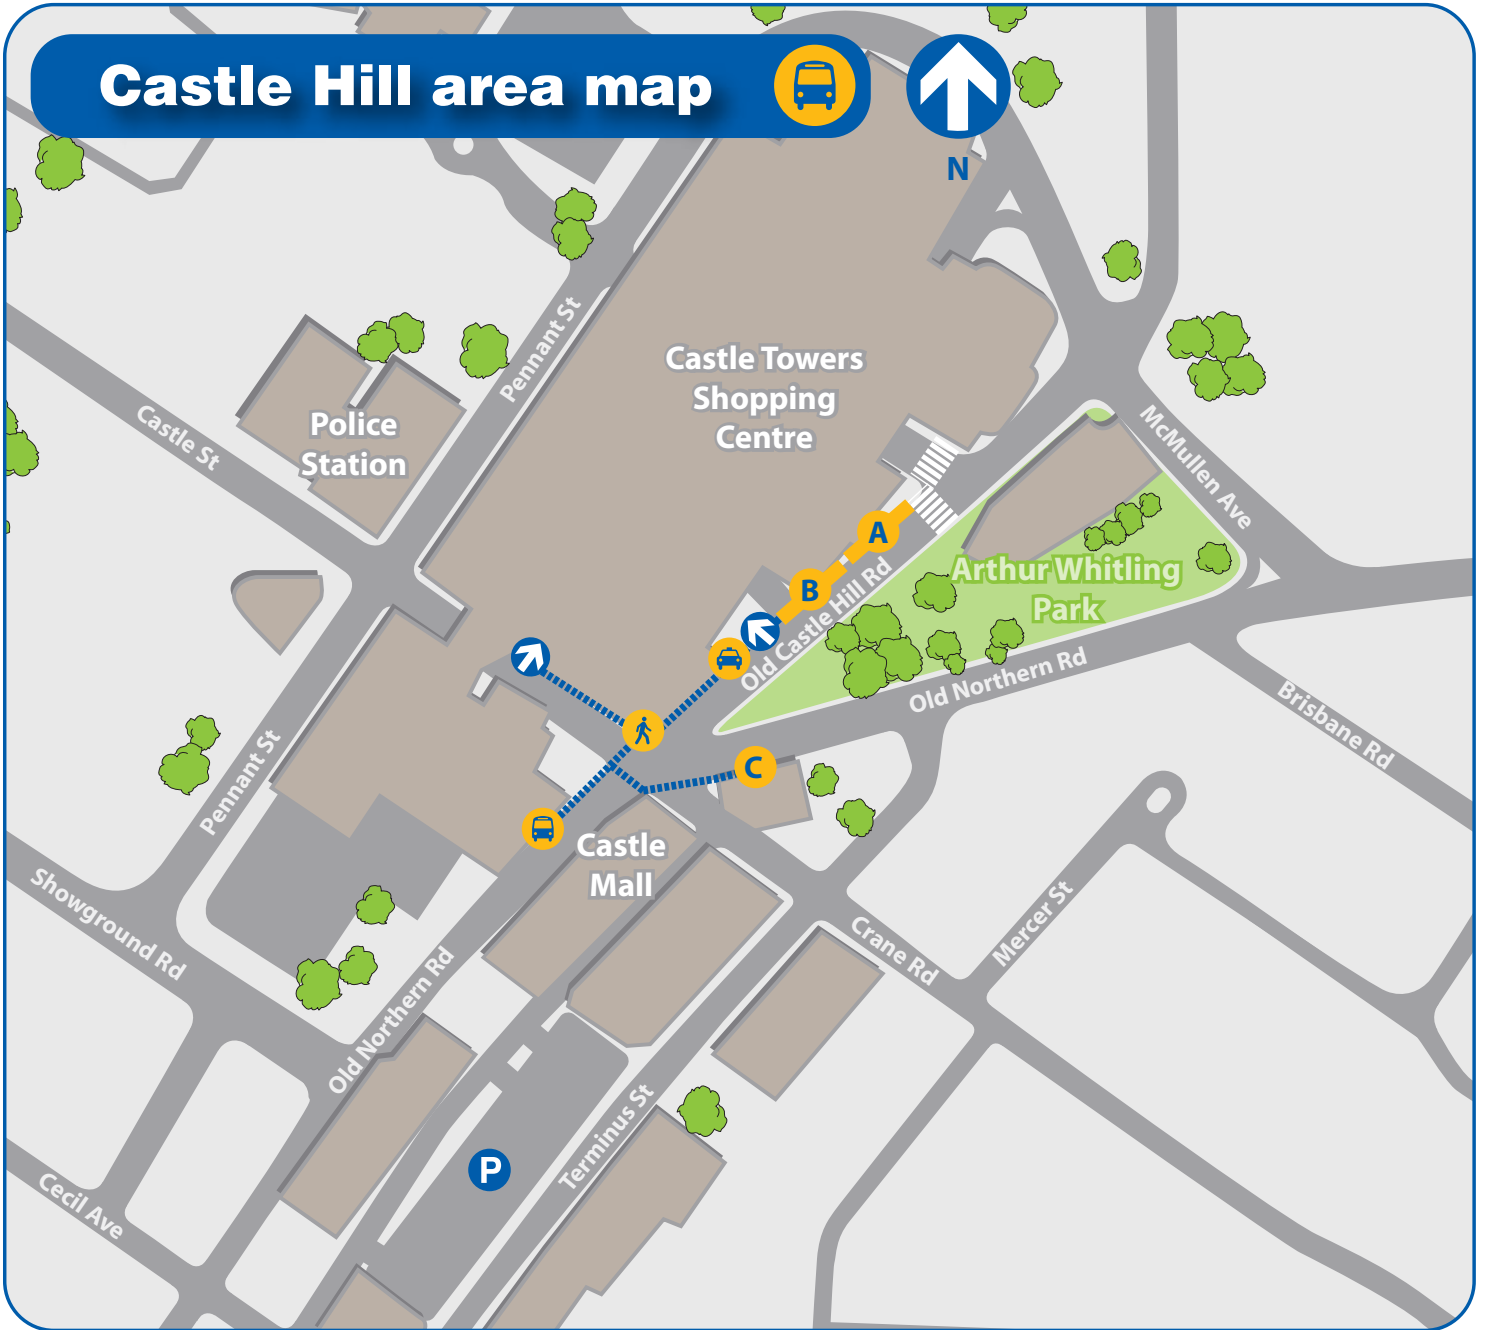 Castle Hill area map
N
Pennant St
Castle Towers
Shopping
Centre
Castle St
Police
Station
McMullen Ave
A
B
Old Castle Hill Rd
Arthur Whitling
Park
Old Northern Rd
Brisbane Rd
C
Pennant St
Castle
Mall
Showground Rd
Crane Rd
Mercer St
Old Northern Rd
Terminus St
P
Cecil Ave